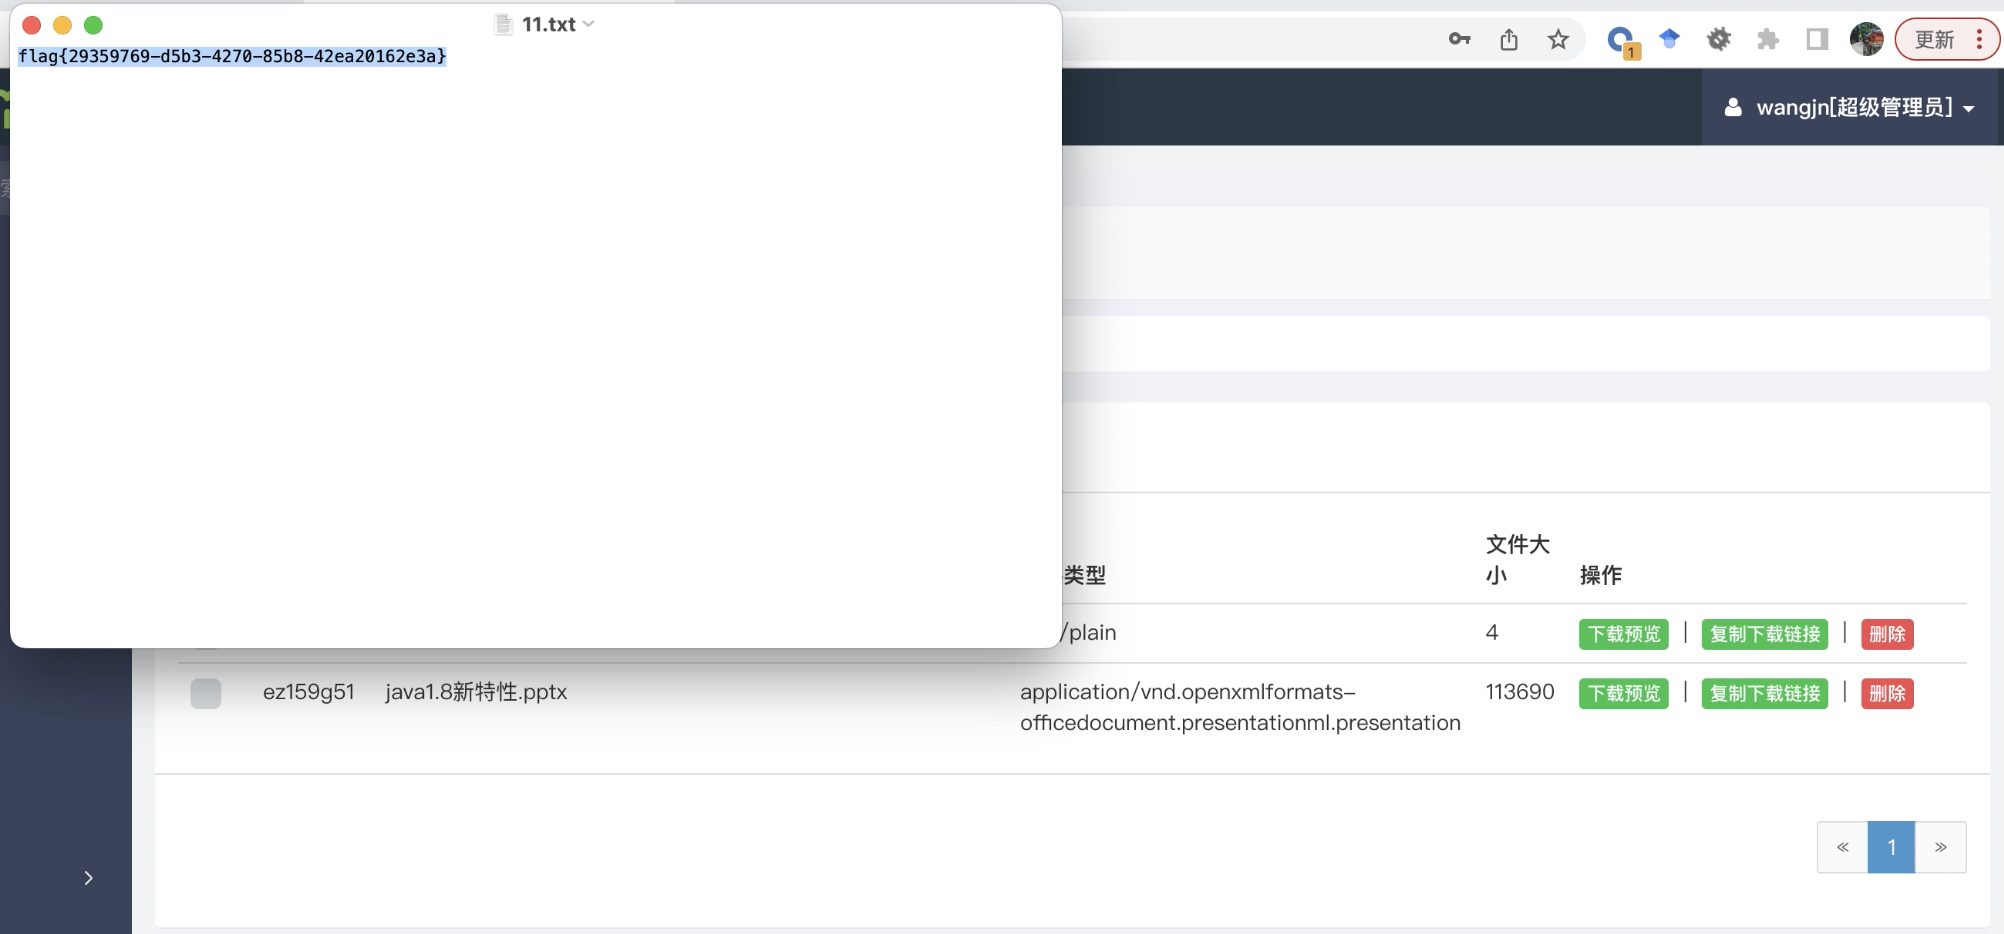 11.txt
flag{29359769-d5b3-4270-85b8-42ea20162e3a}
1
更新
wangjn[超级管理员]
类型
文件大小
操作
/plain
4
下载预览 | 复制下载链接 | 删除
ez159g51
java1.8新特性.pptx
application/vnd.openxmlformats-
officedocument.presentationml.presentation
113690
下载预览 | 复制下载链接 | 删除
«
1
»